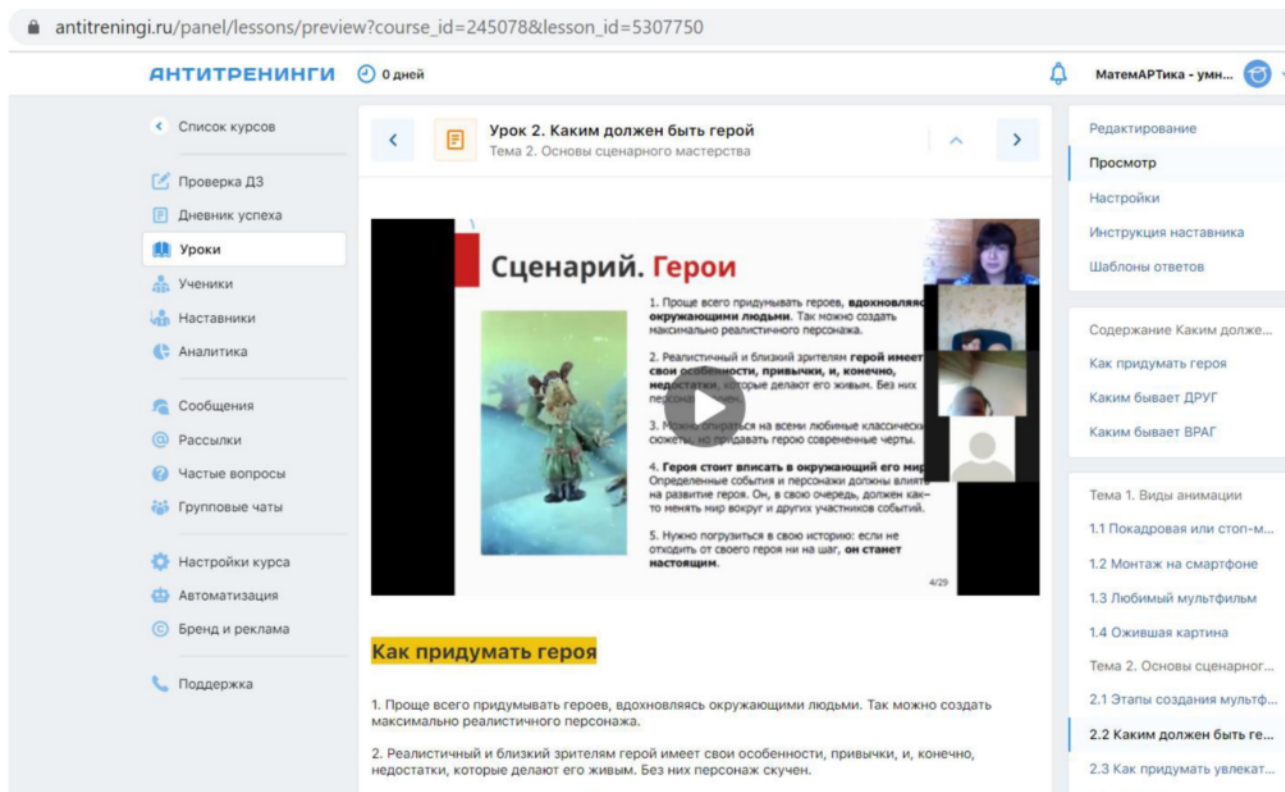 antitreningi.ru/panel/lessons/preview?course_id=245078&lesson_id=5307750
АНТИТРЕНИНГИ
0 дней
МатемАРТика - умн...
Список курсов
Проверка ДЗ
Дневник успеха
Уроки
Ученики
Наставники
Аналитика
Сообщения
Рассылки
Частые вопросы
Групповые чаты
Настройки курса
Автоматизация
Бренд и реклама
Поддержка
Урок 2. Каким должен быть герой
Тема 2. Основы сценарного мастерства
Сценарий. Герои
1. Проще всего придумывать героев, вдохновляяс
окружающими людьми. Так можно создать
максимально реалистичного персонажа.
2. Реалистичный и близкий зрителям герой имеет
свои особенности, привычки, и, конечно,
недостатки, которые делают его живым. Без них
3. Можно опираться на всеми любимые классически
сюжеты, но придавать герою современные черты.
4. Героя стоит вписать в окружающий его мир
Определенные события и персонажи должны влиять
на развитие героя. Он, в свою очередь, должен как–
то менять мир вокруг и других участников событий.
5. Нужно погрузиться в свою историю: если не
отходить от своего героя ни на шаг, он станет
настоящим.
4/29
Как придумать героя
1. Проще всего придумывать героев, вдохновляясь окружающими людьми. Так можно создать
максимально реалистичного персонажа.
2. Реалистичный и близкий зрителям герой имеет свои особенности, привычки, и, конечно,
недостатки, которые делают его живым. Без них персонаж скучен.
Редактирование
Просмотр
Настройки
Инструкция наставника
Шаблоны ответов
Содержание Каким долже...
Как придумать героя
Каким бывает ДРУГ
Каким бывает ВРАГ
Тема 1. Виды анимации
1.1 Покадровая или стоп-м...
1.2 Монтаж на смартфоне
1.3 Любимый мультфильм
1.4 Ожившая картина
Тема 2. Основы сценарног...
2.1 Этапы создания мультф...
2.2 Каким должен быть ге...
2.3 Как придумать увлекат...